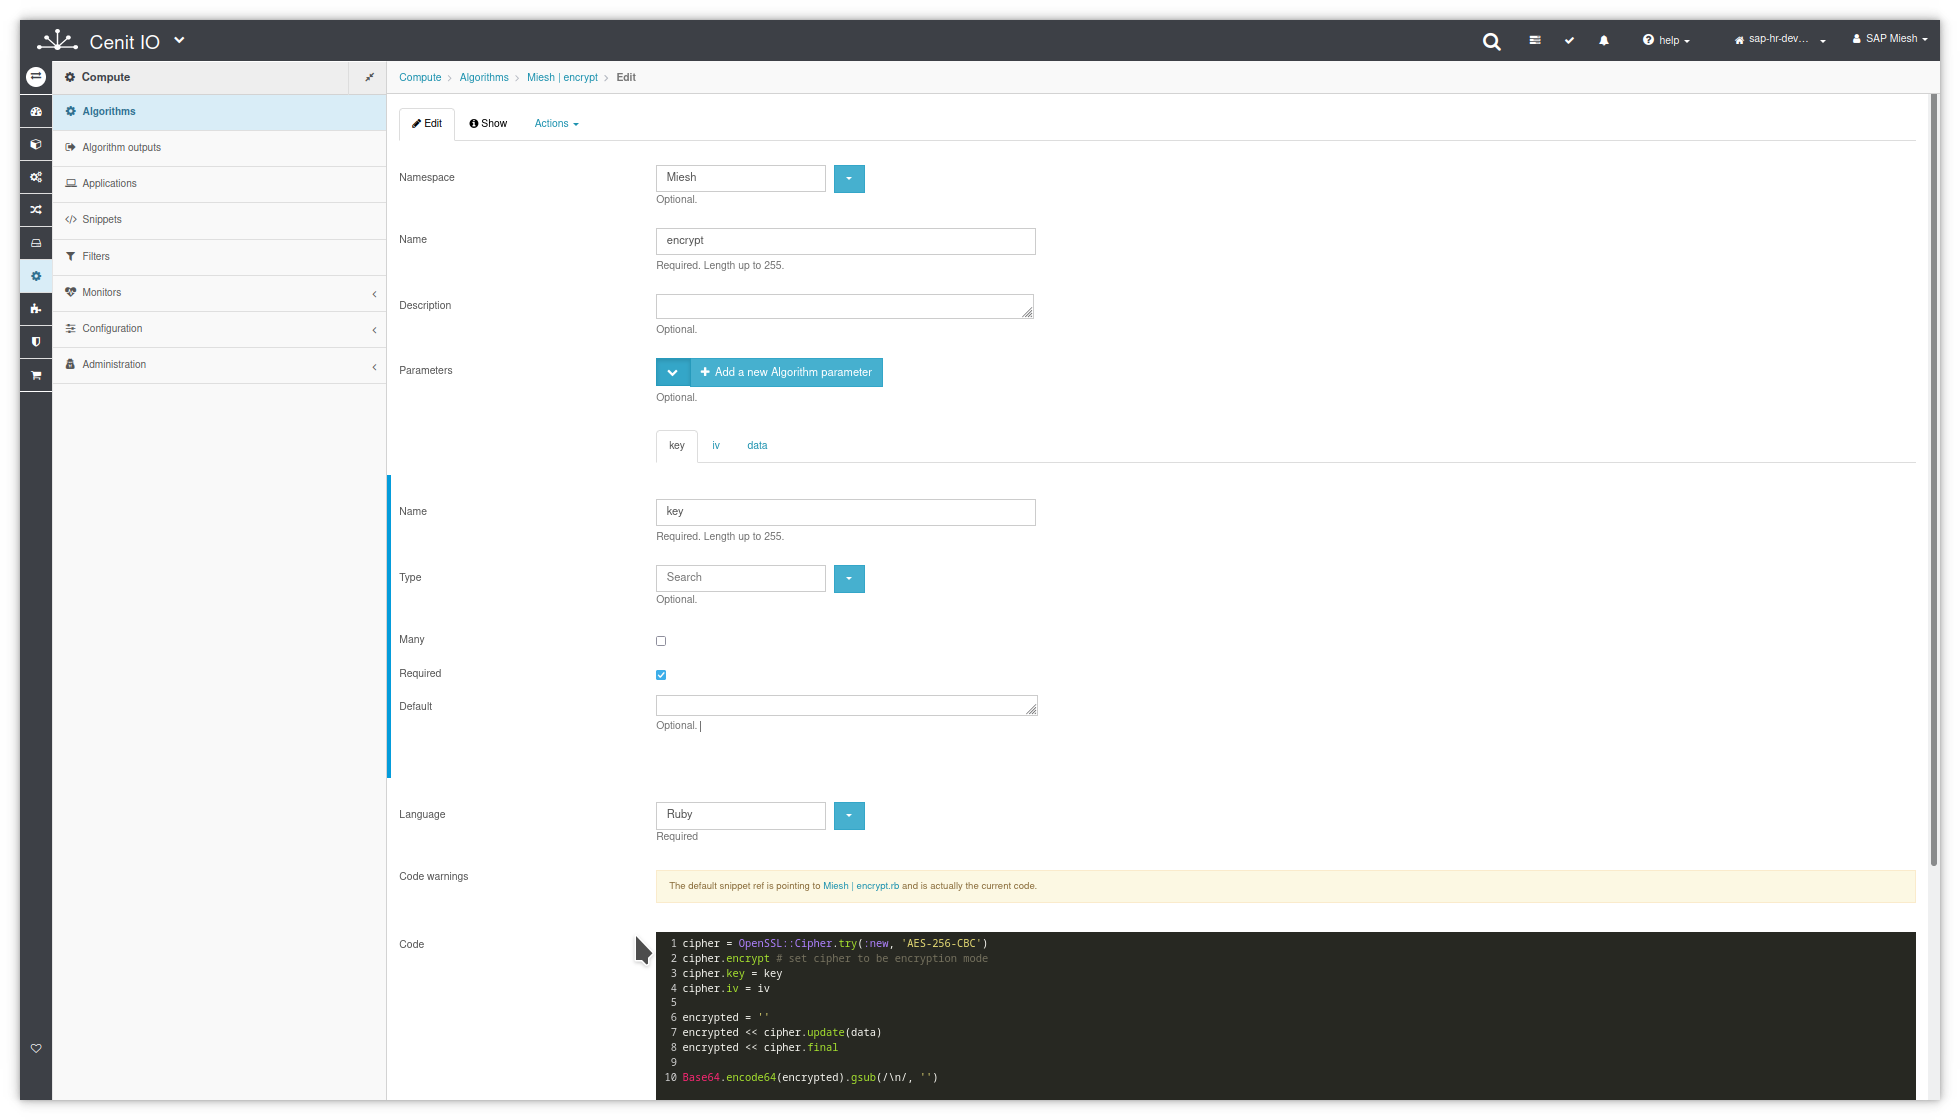 Cenit IO
help
sap-hr-dev...
SAP Miesh
Compute
Compute
Algorithms
Miesh | encrypt
Edit
Algorithms
Algorithm outputs
Applications
Snippets
Filters
Monitors
Configuration
Administration
Edit
Show
Actions
Namespace
Miesh
Optional.
Name
encrypt
Required. Length up to 255.
Description
Optional.
Parameters
Add a new Algorithm parameter
Optional.
key
iv
data
Name
key
Required. Length up to 255.
Type
Search
Optional.
Many
Required
Default
Optional.
Language
Ruby
Required
Code warnings
The default snippet ref is pointing to Miesh | encrypt.rb and is actually the current code.
Code
1 cipher = OpenSSL::Cipher.try(:new, 'AES-256-CBC')
2 cipher.encrypt # set cipher to be encryption mode
3 cipher.key = key
4 cipher.iv = iv
5
6 encrypted = ''
7 encrypted << cipher.update(data)
8 encrypted << cipher.final
9
10 Base64.encode64(encrypted).gsub(/\n/, '')